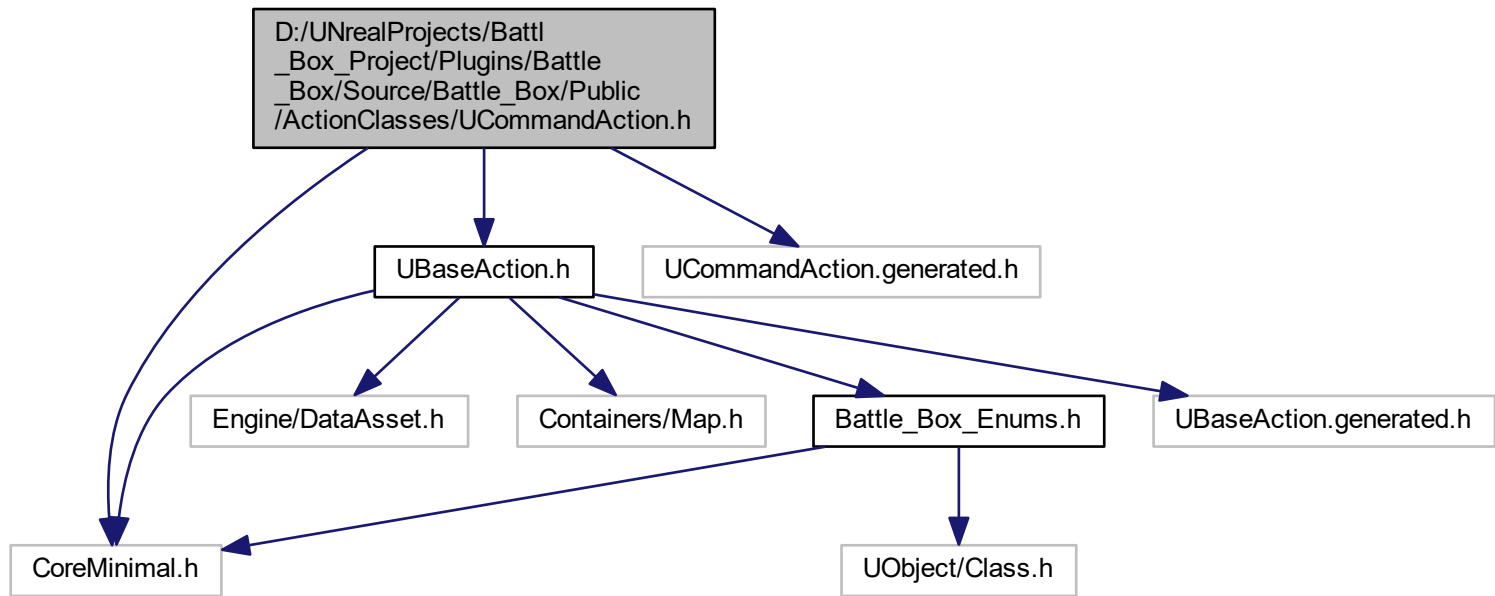 D:/UNrealProjects/Battl
_Box_Project/Plugins/Battle
_Box/Source/Battle_Box/Public
/ActionClasses/UCommandAction.h
UBaseAction.h
UCommandAction.generated.h
Engine/DataAsset.h
Containers/Map.h
Battle_Box_Enums.h
UBaseAction.generated.h
CoreMinimal.h
UObject/Class.h